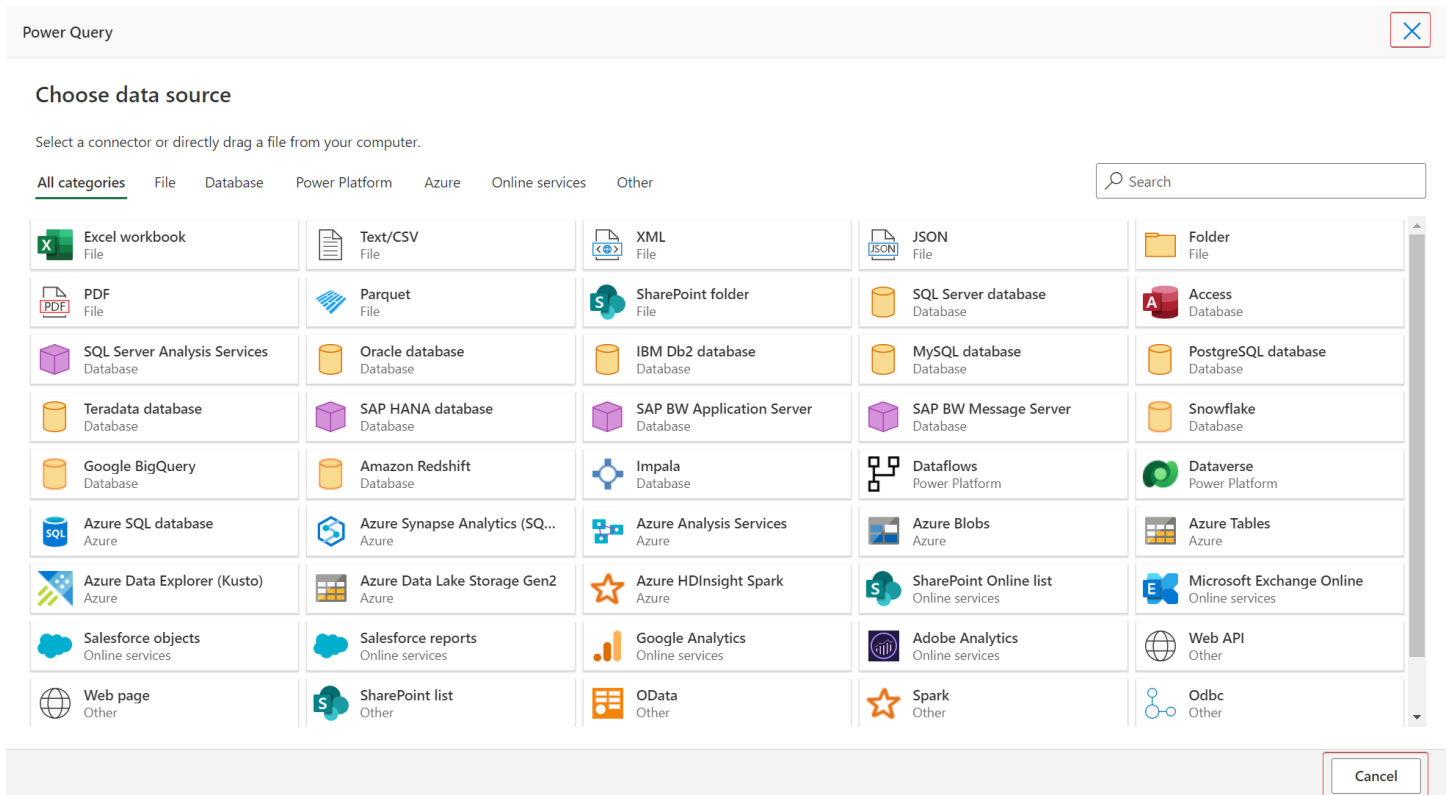 Power Query
Choose data source
Select a connector or directly drag a file from your computer.
All categories File Database Power Platform Azure Online services Other Search
Excel workbook Text/CSV XML JSON Folder
File File File File File
PDF Parquet SharePoint folder SQL Server database Access
PDF File File File Database Database
SQL Server Analysis Services Oracle database IBM Db2 database MySQL database PostgreSQL database
Database Database Database Database Database
Teradata database SAP HANA database SAP BW Application Server SAP BW Message Server Snowflake
Database Database Database Database Database
Google BigQuery Amazon Redshift Impala Dataflows Dataverse
Database Database Database Power Platform Power Platform
Azure SQL database Azure Synapse Analytics (SQ... Azure Analysis Services Azure Blobs Azure Tables
Azure Azure Azure Azure Azure
Azure Data Explorer (Kusto) Azure Data Lake Storage Gen2 Azure HDInsight Spark SharePoint Online list Microsoft Exchange Online
Azure Azure Azure Online services Online services
Salesforce objects Salesforce reports Google Analytics Adobe Analytics Web API
Online services Online services Online services Online services Other
Web page SharePoint list OData Spark Odbc
Other Other Other Other Other
Cancel